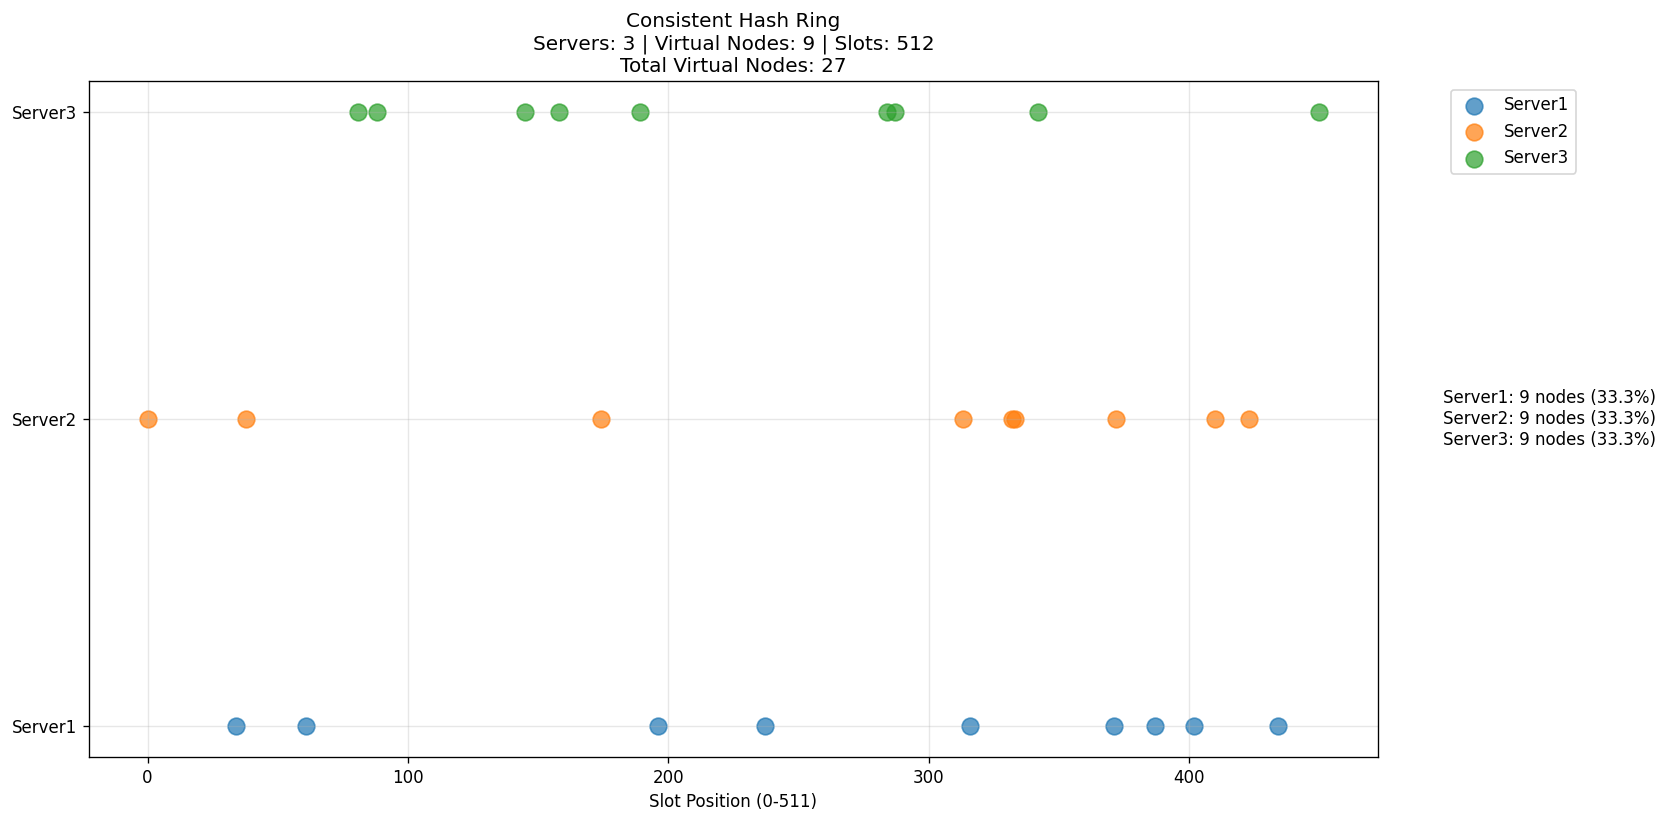 Consistent Hash Ring
Servers: 3 | Virtual Nodes: 9 | Slots: 512
Total Virtual Nodes: 27
Server3
Server2
Server1
0
100
200
300
400
Slot Position (0-511)
Server1
Server2
Server3
Server1: 9 nodes (33.3%)
Server2: 9 nodes (33.3%)
Server3: 9 nodes (33.3%)